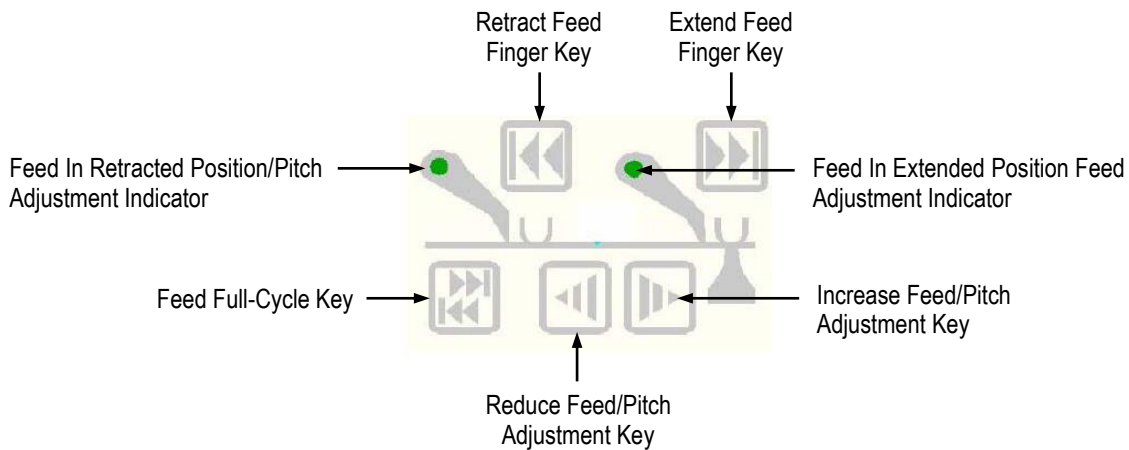 Retract Feed
Finger Key
Extend Feed
Finger Key
Feed In Retracted Position/Pitch
Adjustment Indicator
Feed In Extended Position Feed
Adjustment Indicator
Feed Full-Cycle Key
Increase Feed/Pitch
Adjustment Key
Reduce Feed/Pitch
Adjustment Key